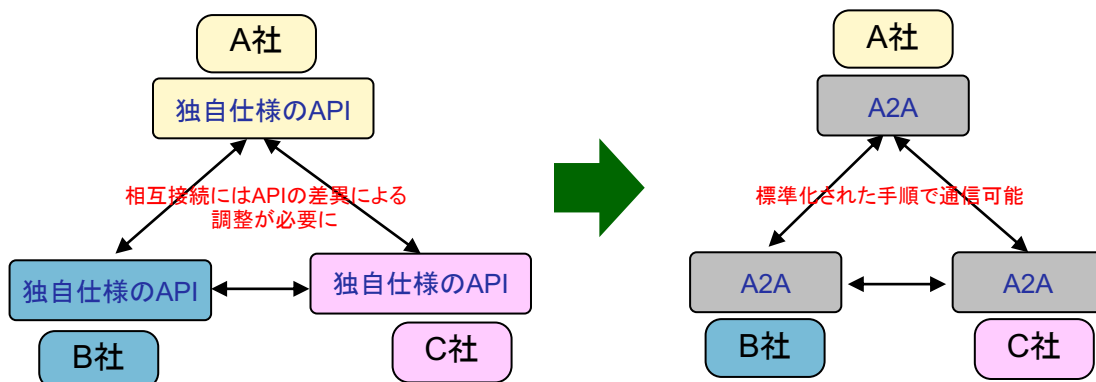 A社
独自仕様のAPI
相互接続にはAPIの差異による
調整が必要に
独自仕様のAPI
独自仕様のAPI
B社
C社
A社
A2A
標準化された手順で通信可能
A2A
A2A
B社
C社